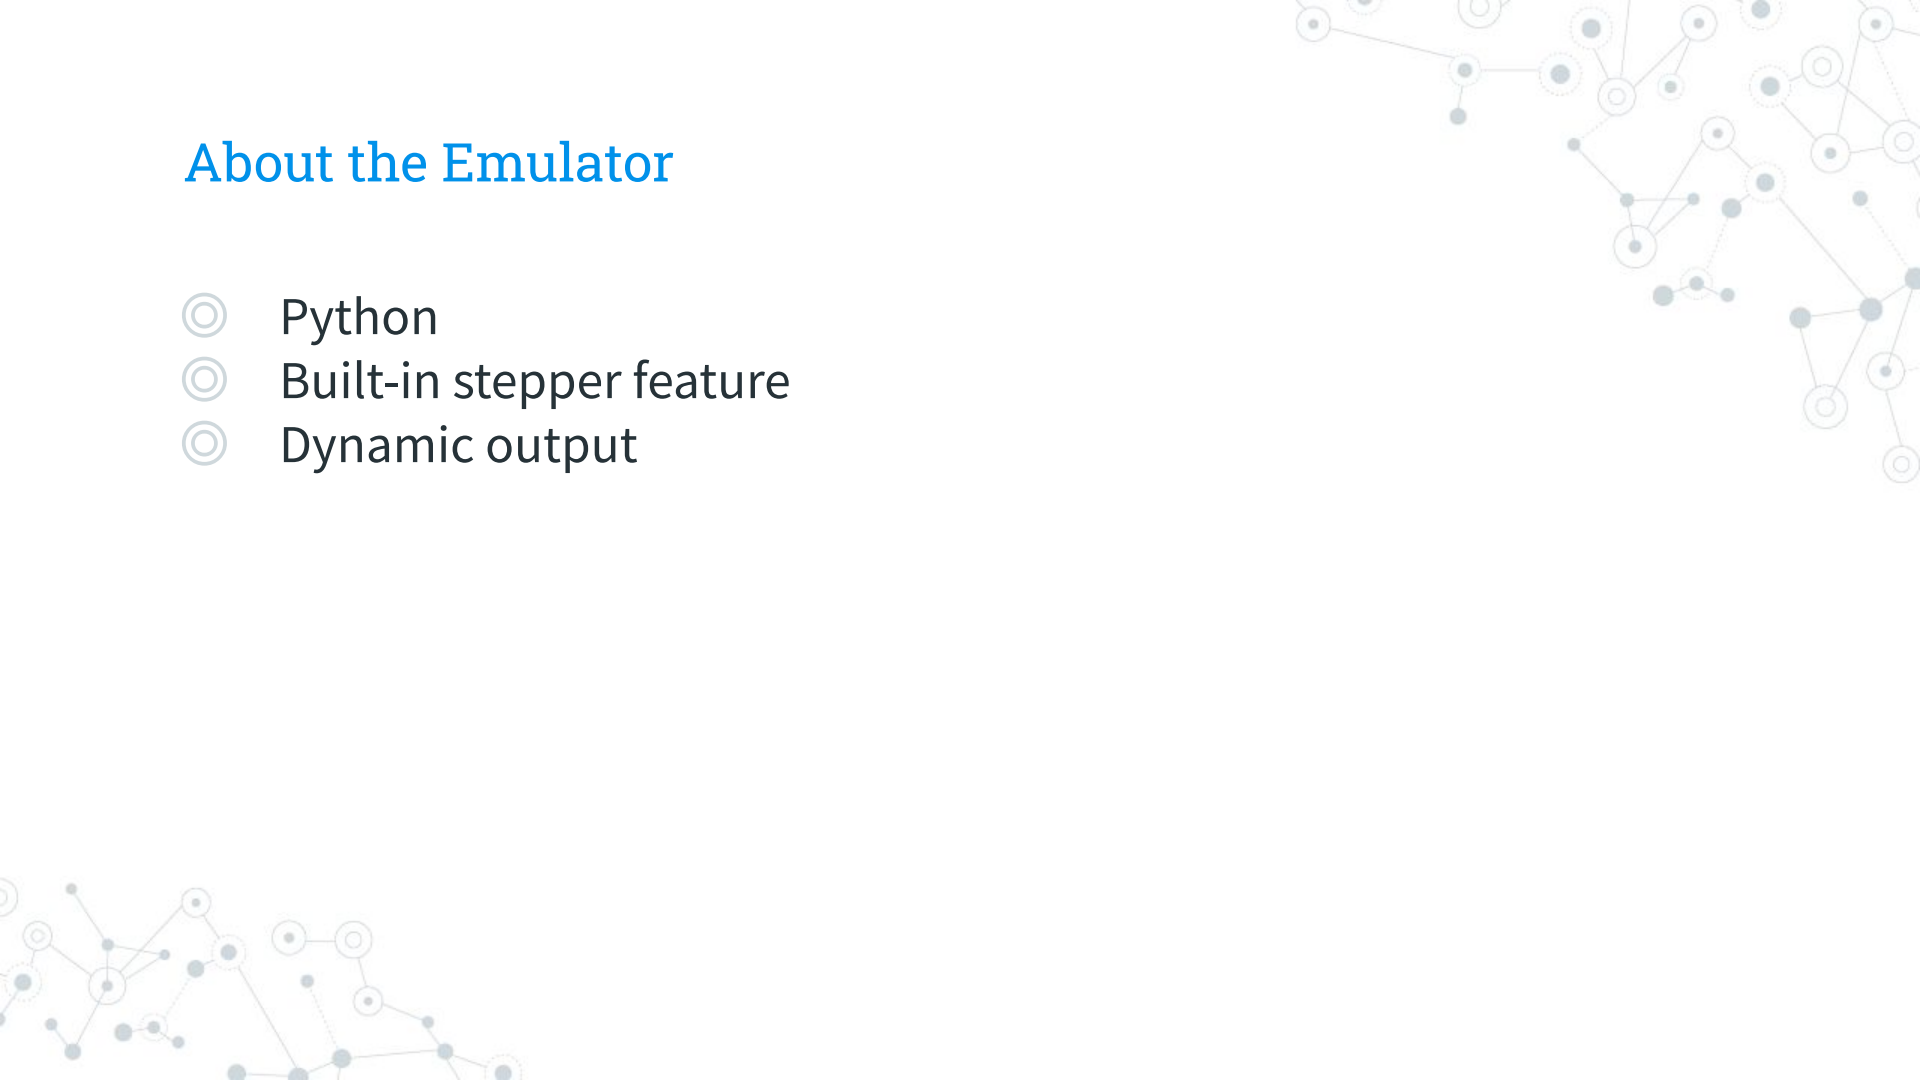 About the Emulator
Python
Built-in stepper feature
Dynamic output